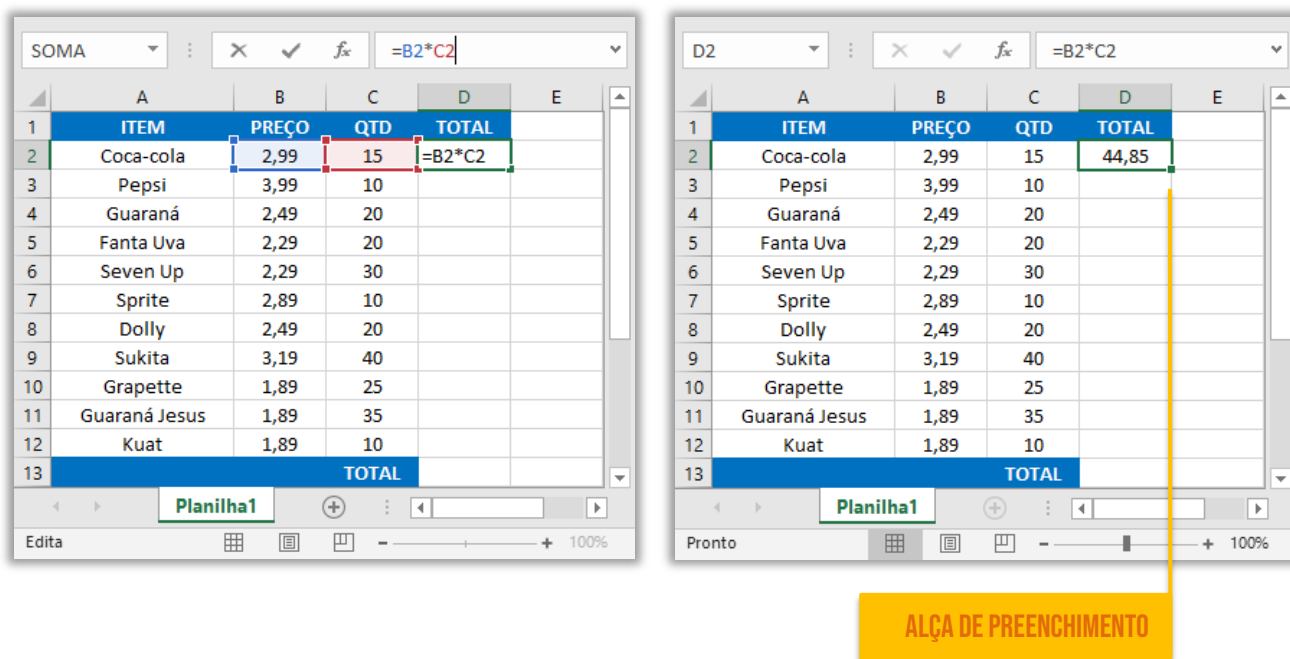 SOMA =B2*C2
A B C D E
1 ITEM PREÇO QTD TOTAL
2 Coca-cola 2,99 15 =B2*C2
3 Pepsi 3,99 10
4 Guaraná 2,49 20
5 Fanta Uva 2,29 20
6 Seven Up 2,29 30
7 Sprite 2,89 10
8 Dolly 2,49 20
9 Sukita 3,19 40
10 Grapette 1,89 25
11 Guaraná Jesus 1,89 35
12 Kuat 1,89 10
13 TOTAL
Planilha1
Edita 100%
D2 fx =B2*C2
A B C D E
1 ITEM PREÇO QTD TOTAL
2 Coca-cola 2,99 15 44,85
3 Pepsi 3,99 10
4 Guaraná 2,49 20
5 Fanta Uva 2,29 20
6 Seven Up 2,29 30
7 Sprite 2,89 10
8 Dolly 2,49 20
9 Sukita 3,19 40
10 Grapette 1,89 25
11 Guaraná Jesus 1,89 35
12 Kuat 1,89 10
13 TOTAL
Planilha1
Pronto 100%
ALÇA DE PREENCHIMENTO